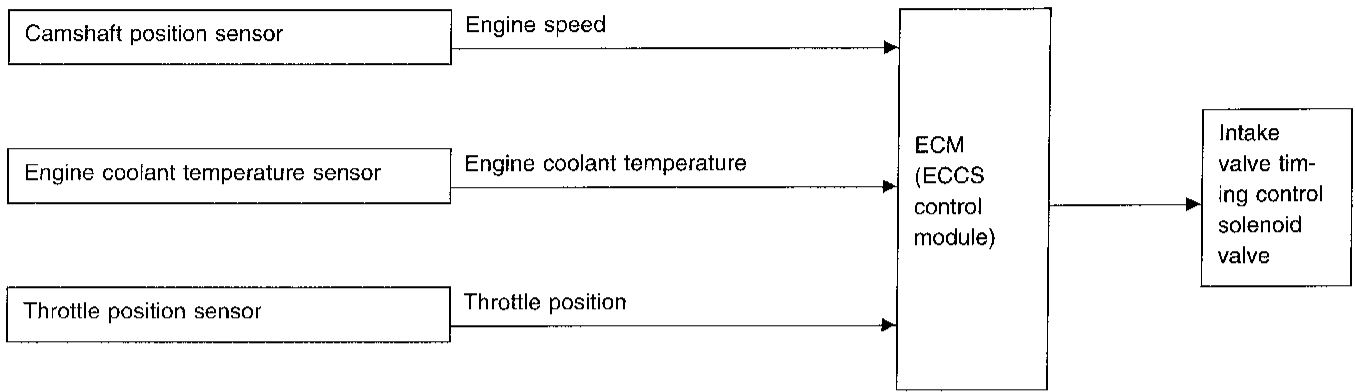 Camshaft position sensor
Engine speed
Engine coolant temperature sensor
Engine coolant temperature
Throttle position sensor
Throttle position
ECM
(ECCS
control
module)
Intake
valve tim-
ing control
solenoid
valve